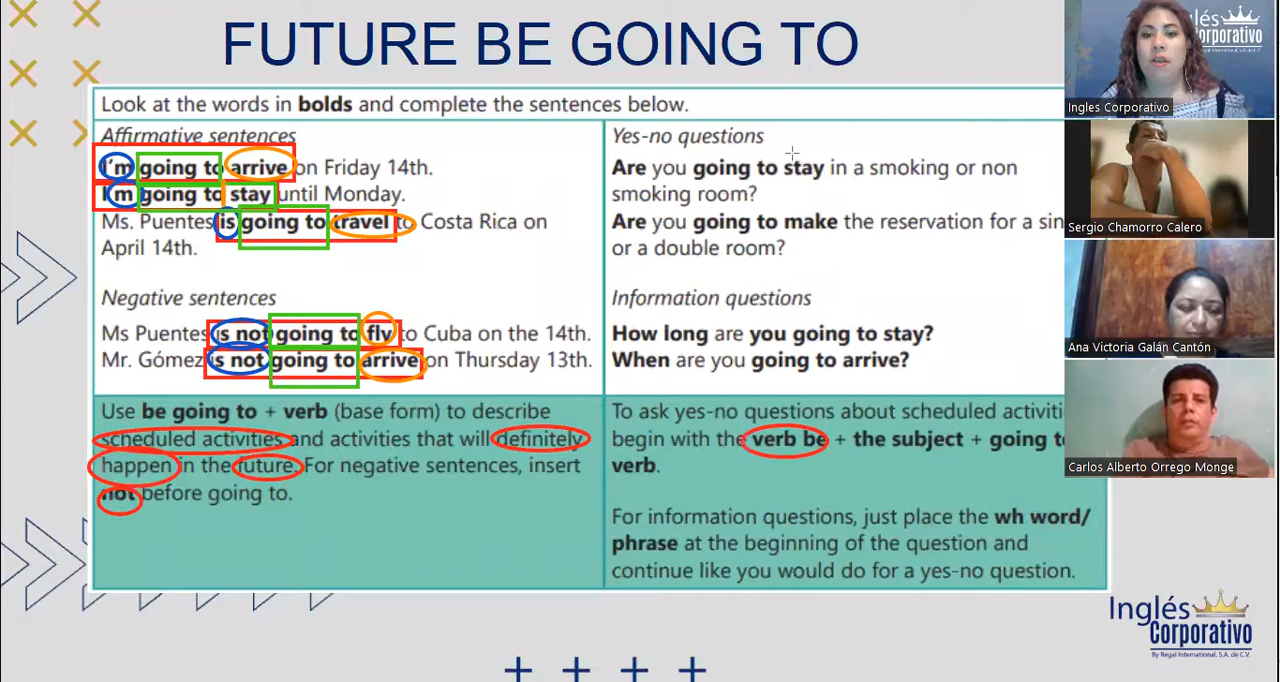 FUTURE BE GOING TO
Look at the words in bolds and complete the sentences below.
Affirmative sentences
I'm going to arrive on Friday 14th.
I'm going to stay until Monday.
Ms. Puentes is going to travel to Costa Rica on
April 14th.
Negative sentences
Ms Puentes is not going to fly to Cuba on the 14th.
Mr. Gómez is not going to arrive on Thursday 13th.
Use be going to + verb (base form) to describe
scheduled activities and activities that will definitely
happen in the future. For negative sentences, insert
not before going to.
Yes-no questions
Are you going to stay in a smoking or non
smoking room?
Are you going to make the reservation for a sin
or a double room?
Information questions
How long are you going to stay?
When are you going to arrive?
To ask yes-no questions about scheduled activiti
begin with the verb be + the subject + going t
verb.
For information questions, just place the wh word/
phrase at the beginning of the question and
continue like you would do for a yes-no question.
Inglés Corporativo
Corporativo
Ingles Corporativo
Sergio Chamorro Calero
Ana Victoria Galán Cantón
Carlos Alberto Orrego Monge
Inglés
Corporativo
By Regal International, S.A. de C.V.